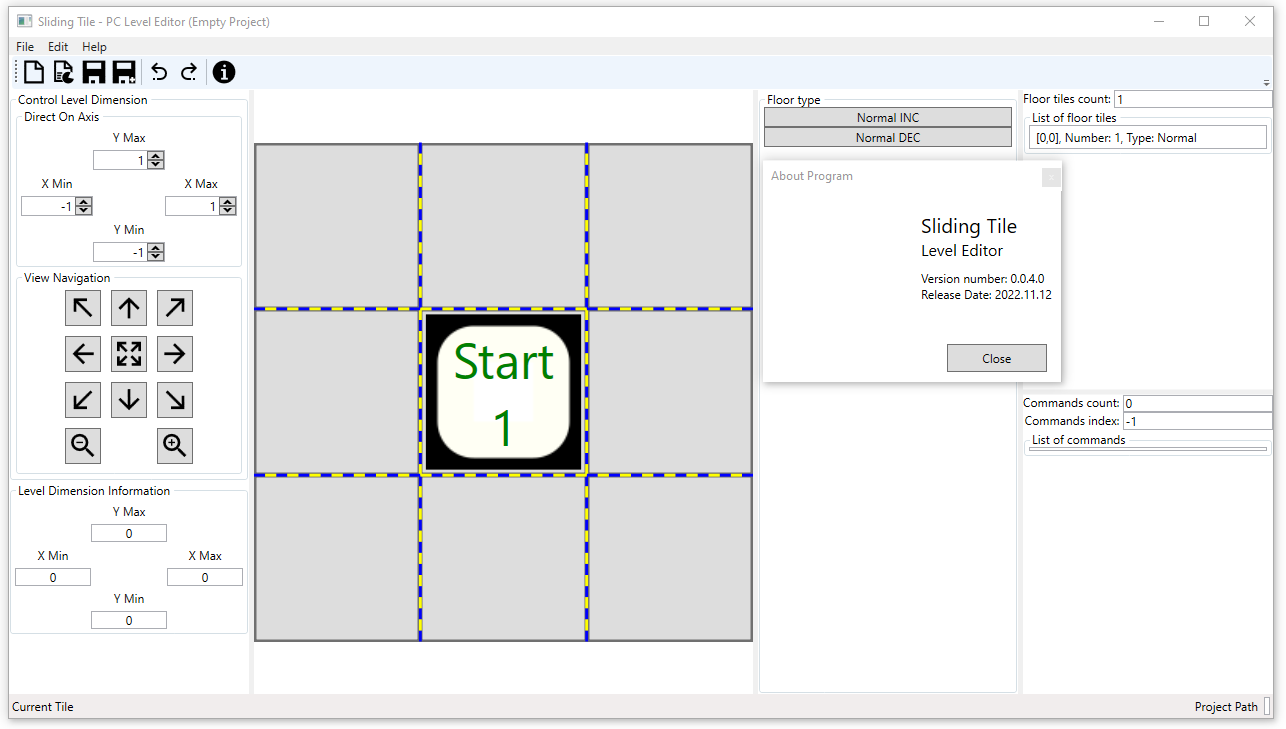 Sliding Tile - PC Level Editor (Empty Project)
File Edit Help
Control Level Dimension
Direct On Axis
Y Max
1
X Min X Max
-1 1
Y Min
-1
View Navigation
Level Dimension Information
Y Max
0
X Min X Max
0 0
Y Min
0
Start
1
Floor type
Normal INC
Normal DEC
About Program
Sliding Tile
Level Editor
Version number: 0.0.4.0
Release Date: 2022.11.12
Close
Floor tiles count: 1
List of floor tiles
[0,0], Number: 1, Type: Normal
Commands count: 0
Commands index: -1
List of commands
Current Tile
Project Path